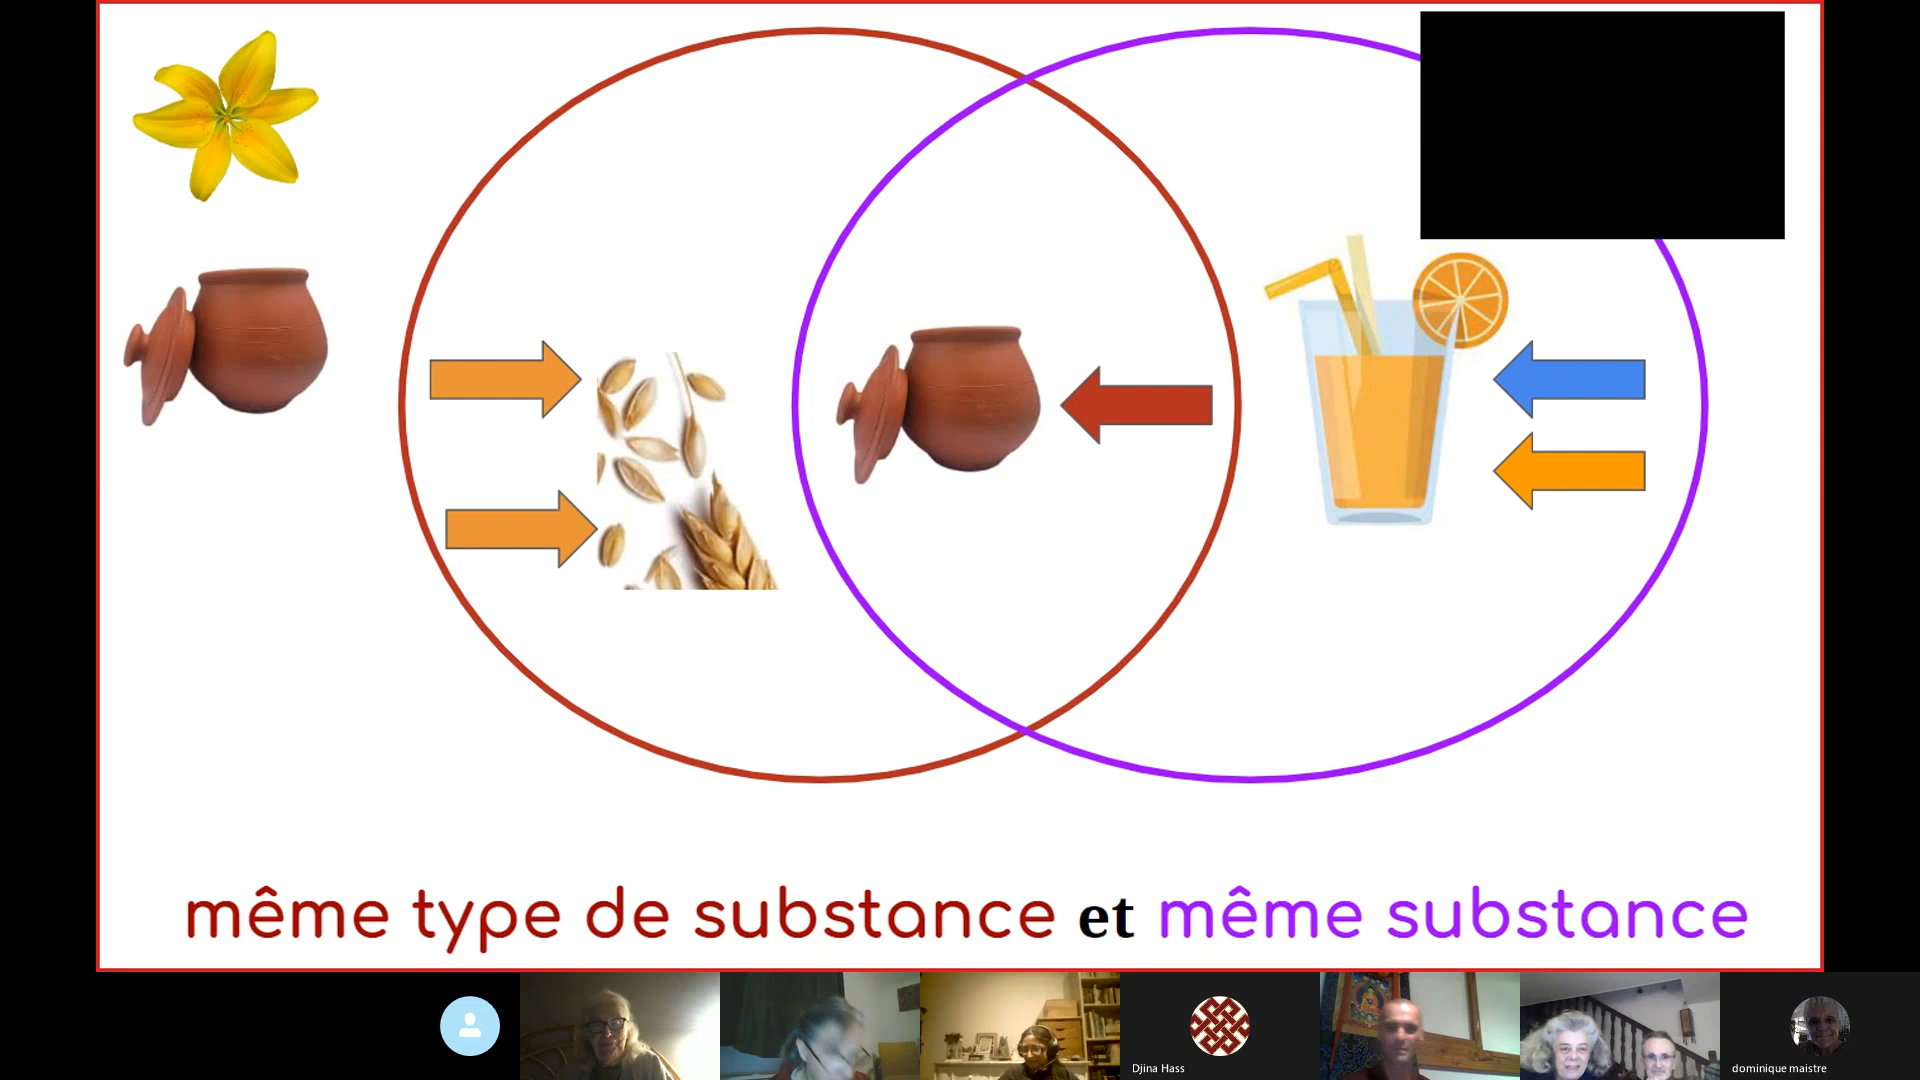 même type de substance et même substance
Djina Hass
dominique maistre